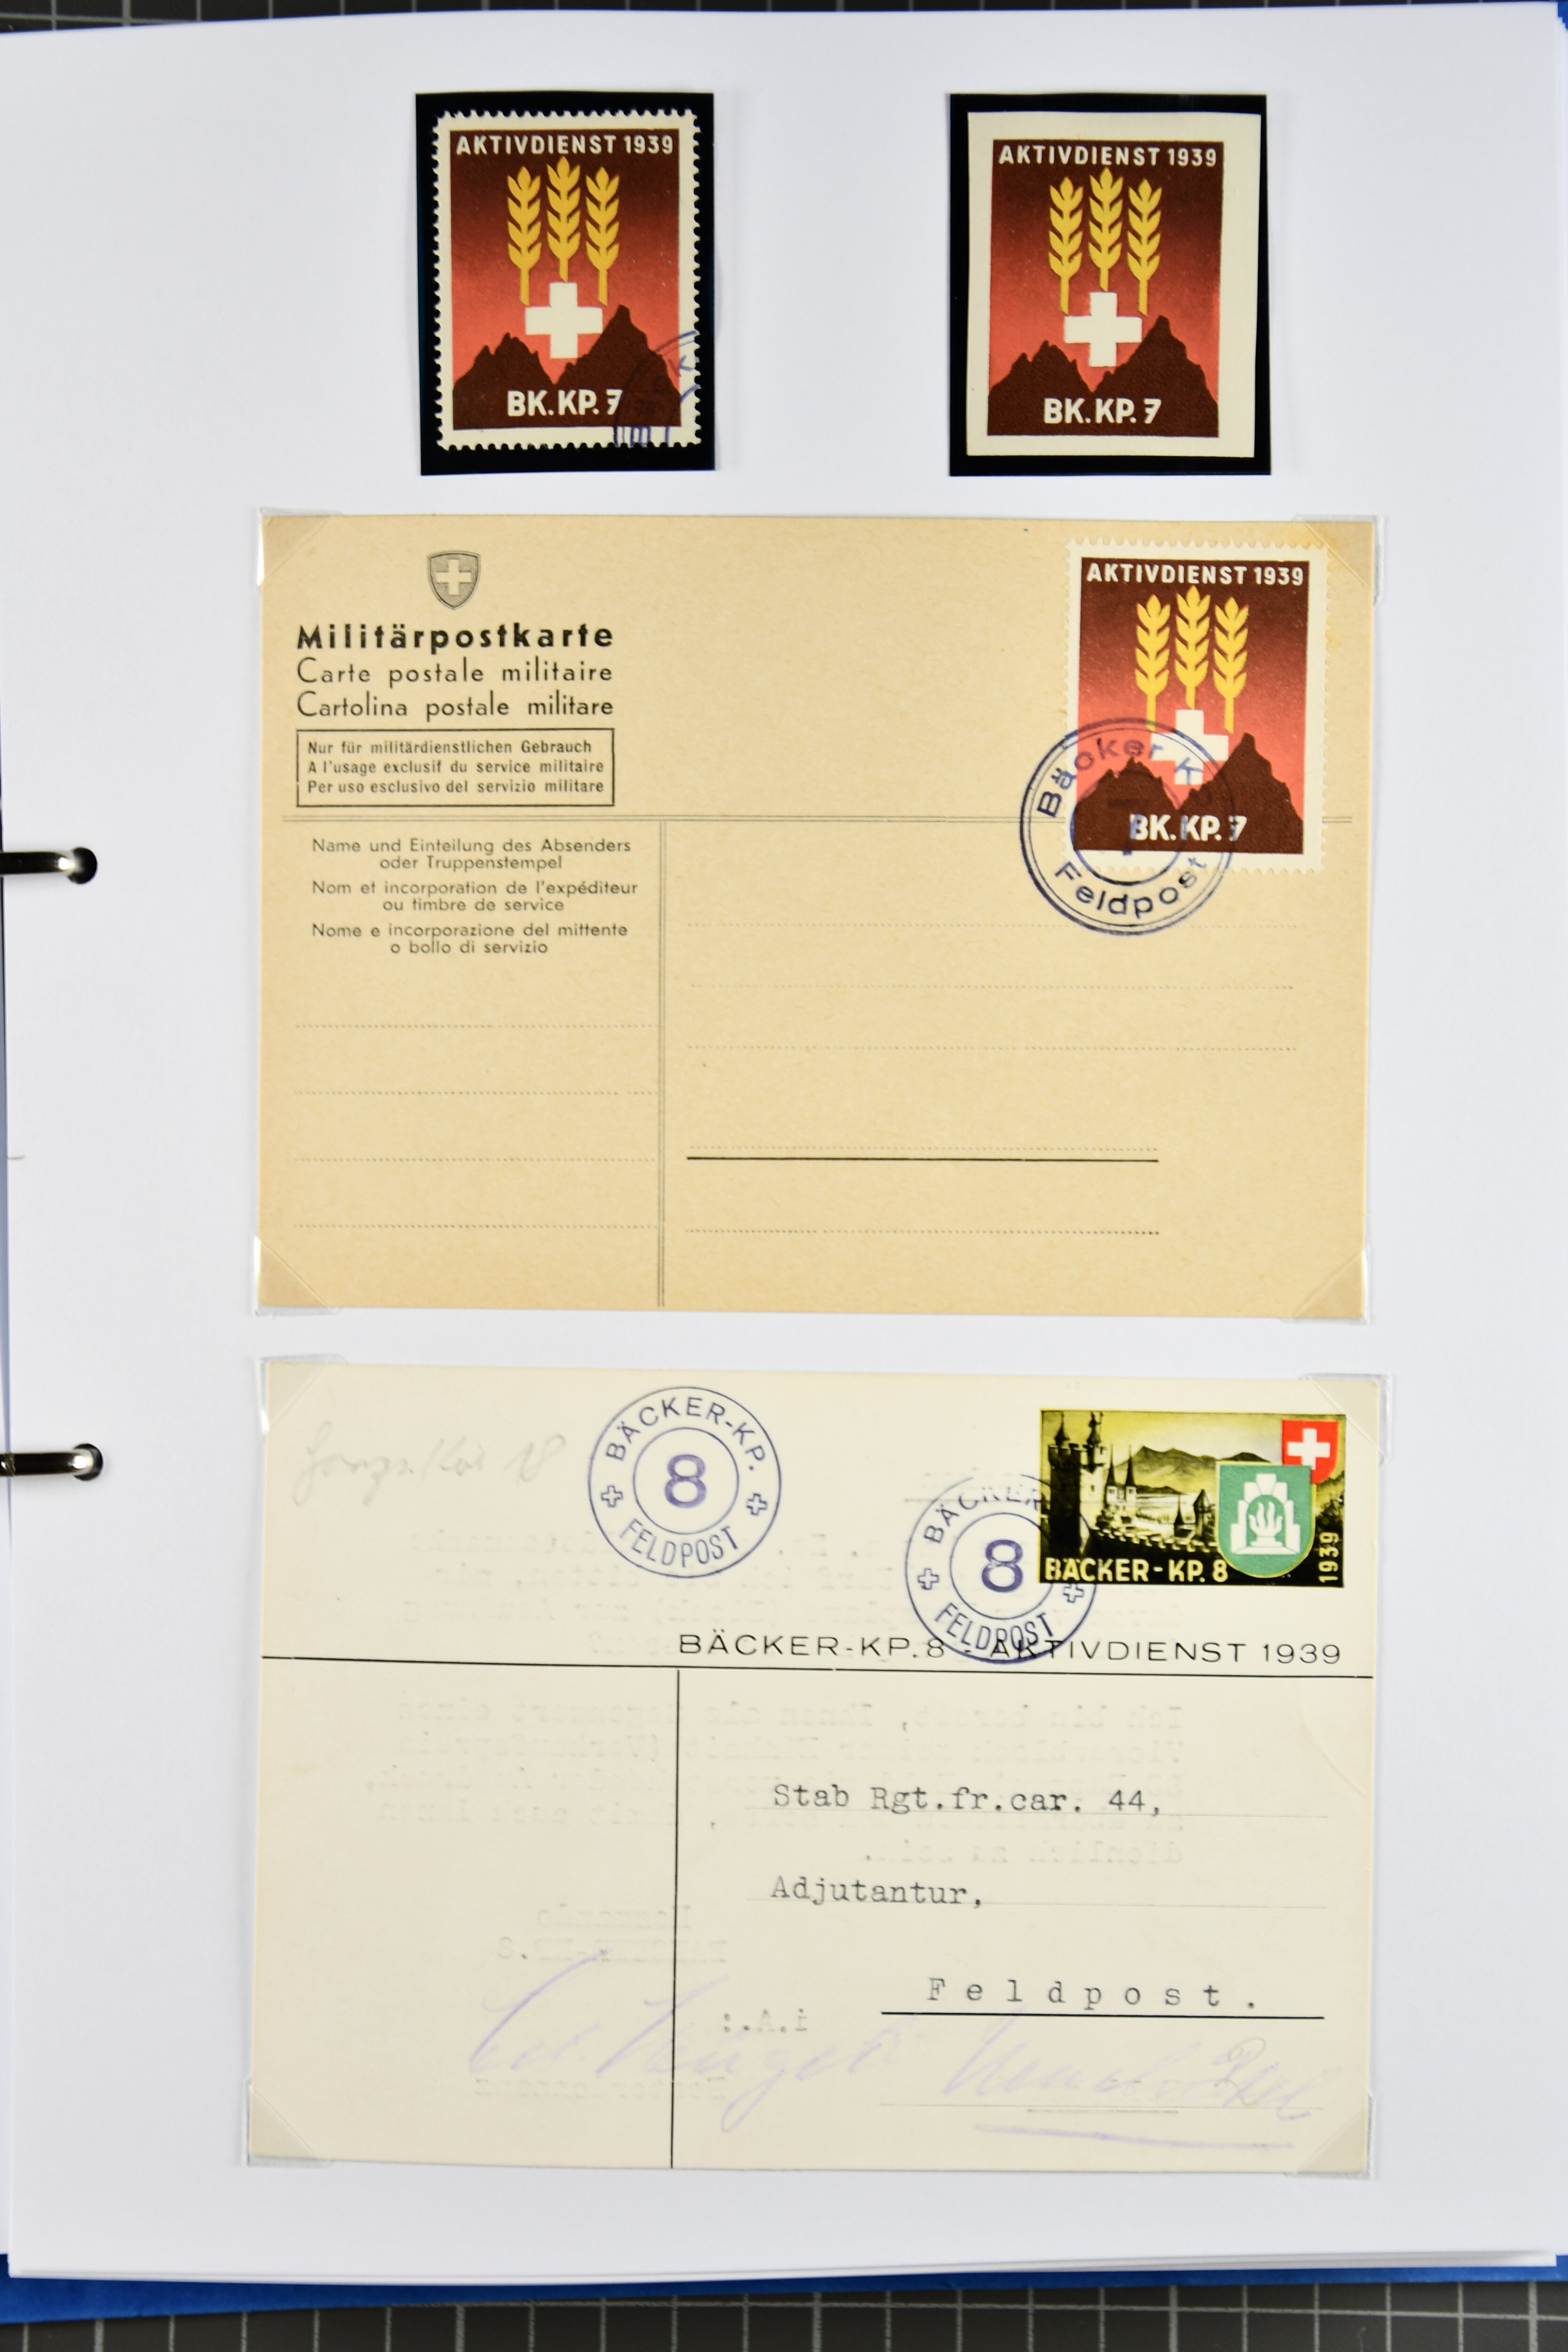 AKTIVDIENST 1939
BK.KP. 7
AKTIVDIENST 1939
BK.KP. 7
Militärpostkarte
Carte postale militaire
Cartolina postale militare
Nur für militärdienstlichen Gebrauch
A l'usage exclusif du service militaire
Per uso esclusivo del servizio militare
AKTIVDIENST 1939
BK.KP. 7
Bäcker K
Feldpost
Name und Einteilung des Absenders
oder Truppenstempel
Nom et incorporation de l'expéditeur
ou timbre de service
Nome e incorporazione del mittente
o bollo di servizio
BÄCKER-KP.
8
FELDPOST
BÄCKER
8
FELDPOST
BÄCKER-KP. 8
1939
BÄCKER-KP.8 - AKTIVDIENST 1939
Stab Rgt.fr.car. 44,
Adjutantur,
Feldpost.